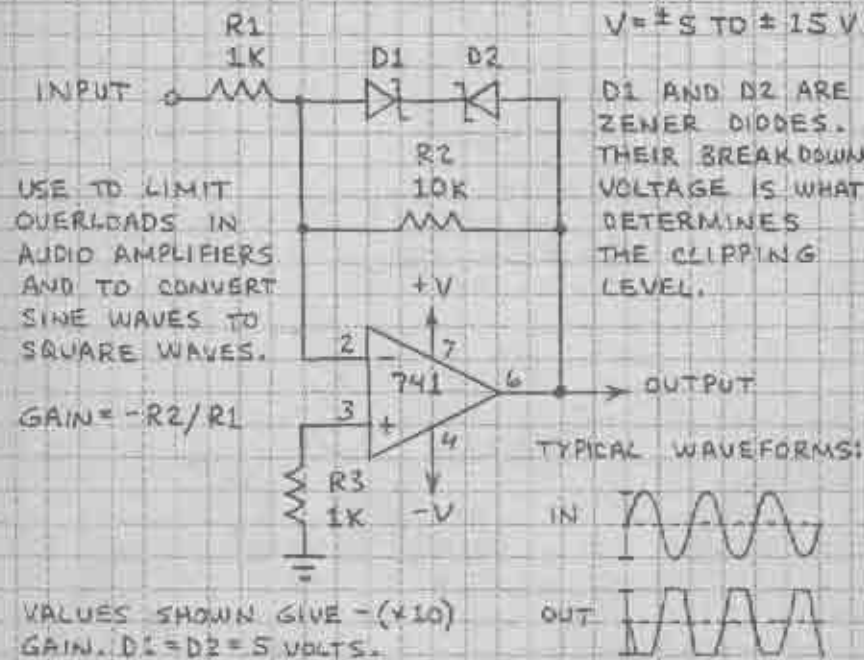 V = ± 5 TO ± 15 V
R1
1K
D1
D2
INPUT
D1 AND D2 ARE
ZENER DIODES.
THEIR BREAKDOWN
VOLTAGE IS WHAT
DETERMINES
THE CLIPPING
LEVEL.
R2
10K
USE TO LIMIT
OVERLOADS IN
AUDIO AMPLIFIERS
AND TO CONVERT
SINE WAVES TO
SQUARE WAVES.
+V
2
-
7
741
6
OUTPUT
GAIN = -R2/R1
3
+
4
R3
1K
-V
TYPICAL WAVEFORMS:
IN
OUT
VALUES SHOWN GIVE -(×10)
GAIN. D1 = D2 = 5 VOLTS.